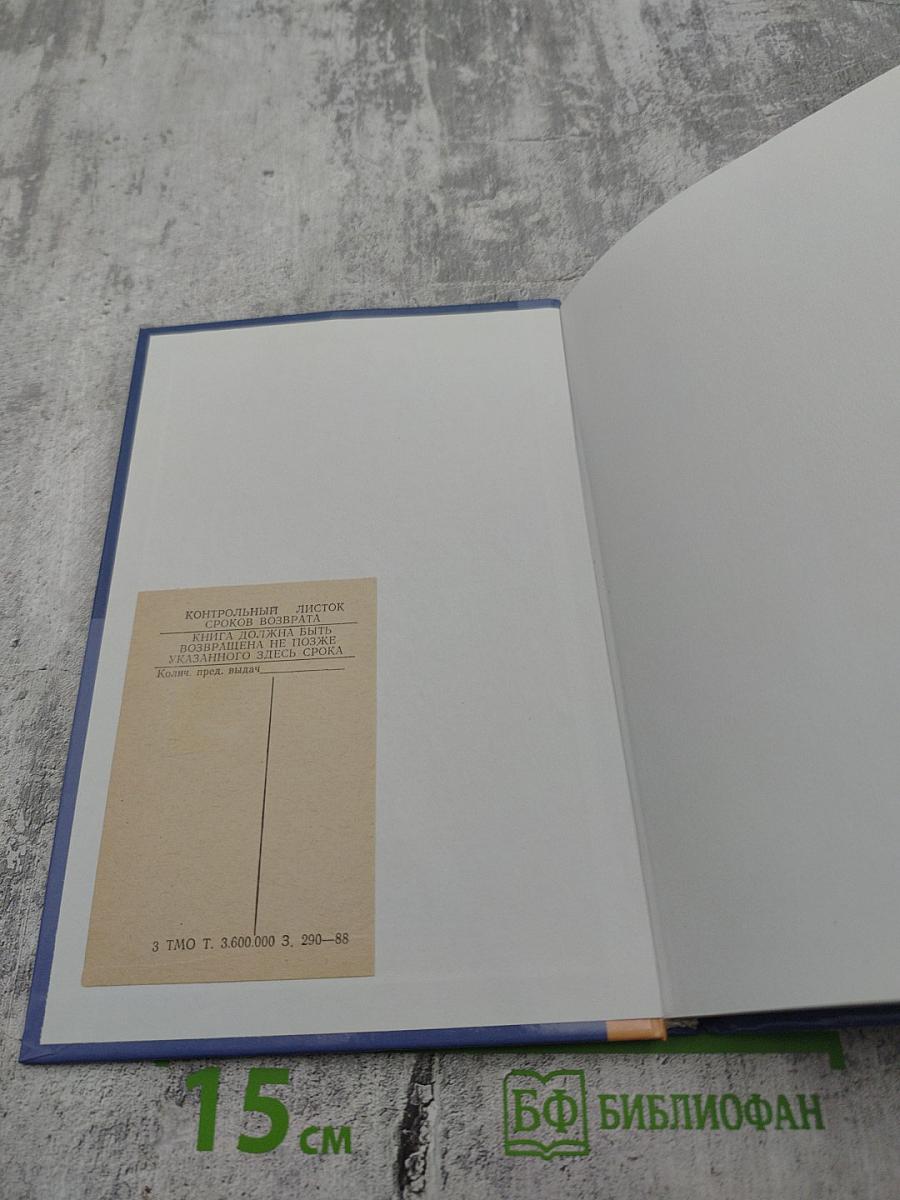 КОНТРОЛЬНЫЙ ЛИСТОК
СРОКОВ ВОЗВРАТА
КНИГА ДОЛЖНА БЫТЬ
ВОЗВРАЩЕНА НЕ ПОЗЖЕ
УКАЗАННОГО ЗДЕСЬ СРОКА
Колич. пред. выдач
3 ТМО Т. 3.600.000 З. 290—88
15 см
БФ БИБЛИОФАН